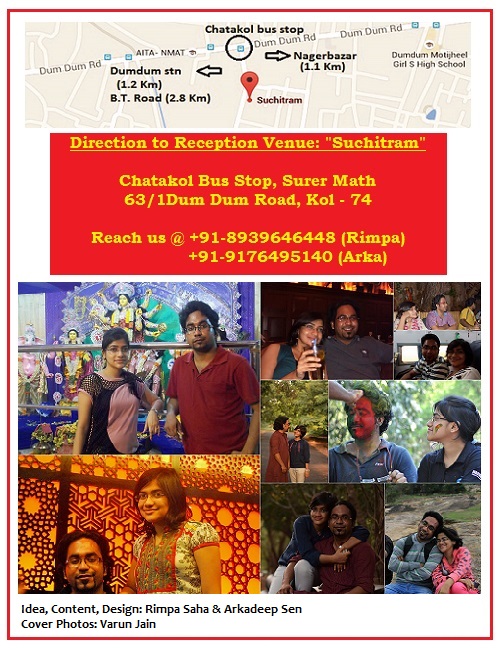 Chatakol bus stop
Dum Dum Rd
Dum Dum Rd
AITA- NMAT
Dum Dum Rd
Nagerbazar
(1.1 Km)
Dumdum Motijheel
Girl S High School
Dumdum stn
(1.2 Km)
B.T. Road (2.8 Km)
Suchitram
Direction to Reception Venue: "Suchitram"
Chatakol Bus Stop, Surer Math
63/1Dum Dum Road, Kol - 74
Reach us @ +91-8939646448 (Rimpa)
+91-9176495140 (Arka)
Idea, Content, Design: Rimpa Saha & Arkadeep Sen
Cover Photos: Varun Jain